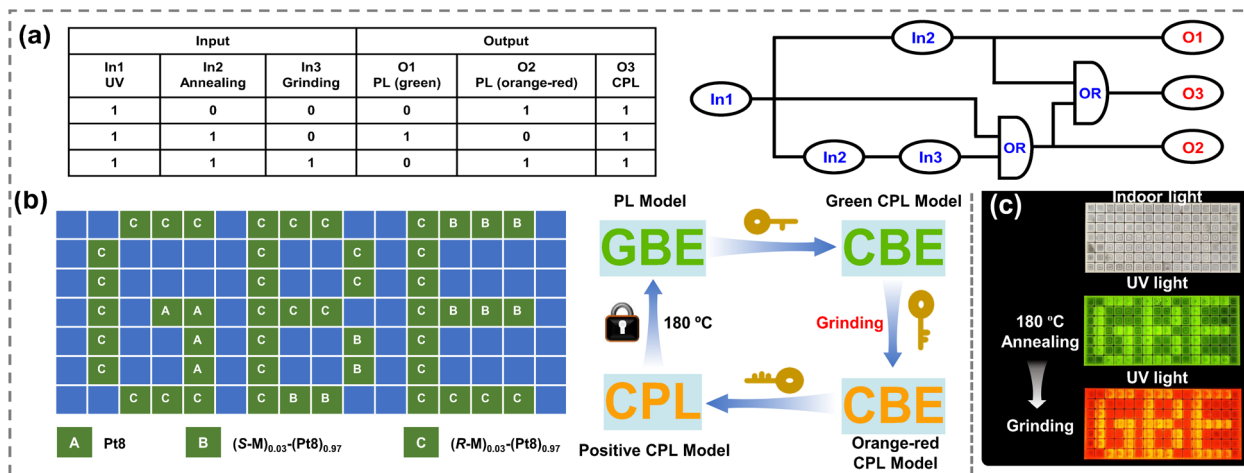 (a)
Input Output
In1 In2 In3 O1 O2 O3
UV Annealing Grinding PL (green) PL (orange-red) CPL
1 0 0 0 1 1
1 1 0 1 0 1
1 1 1 0 1 1
In2 O1
In1 OR O3
OR
In2 In3 O2
(b)
C C C C C C C B B B
C C C C
C C C C
C A A C C C C B B B
C A C B C
C A C B C
C C C C B B C C C C
A Pt8 B (S-M)0.03-(Pt8)0.97 C (R-M)0.03-(Pt8)0.97
PL Model Green CPL Model
GBE CBE
180 ºC Grinding
CPL CBE
Positive CPL Model Orange-red
CPL Model
(c)
Indoor light
UV light
180 ºC
Annealing
UV light
Grinding